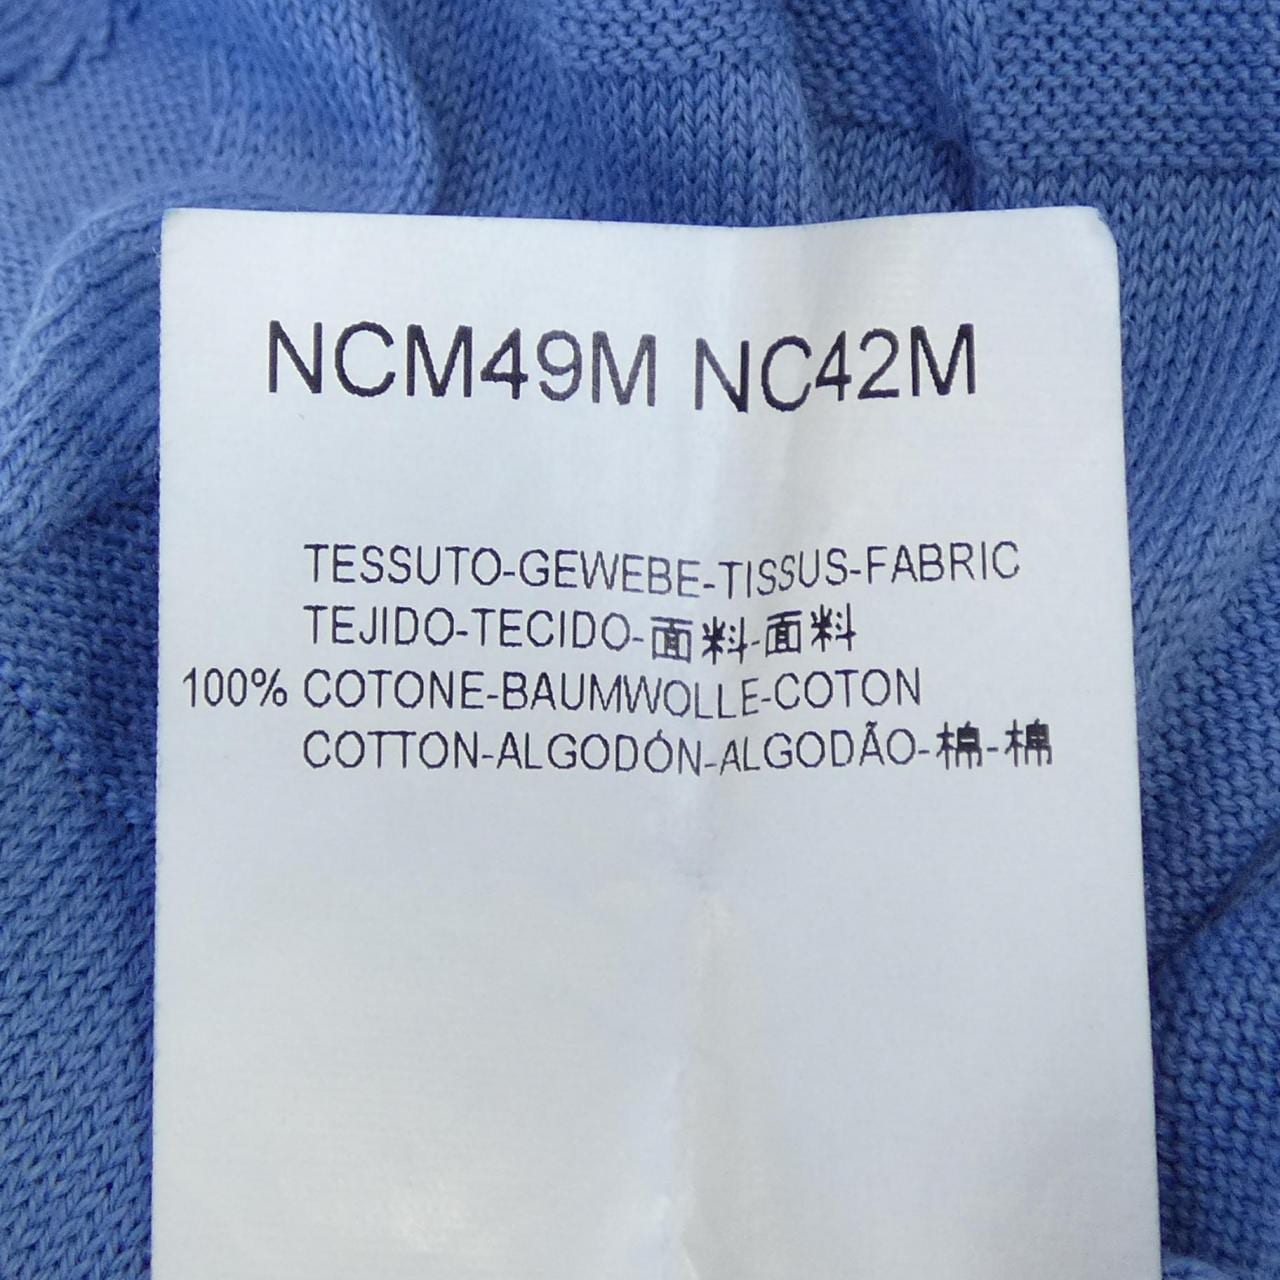 NCM49M NC42M
TESSUTO-GEWEBE-TISSUS-FABRIC
TEJIDO-TECIDO-面料-面料
100% COTONE-BAUMWOLLE-COTON
COTTON-ALGODÓN-ALGODÃO-棉-棉